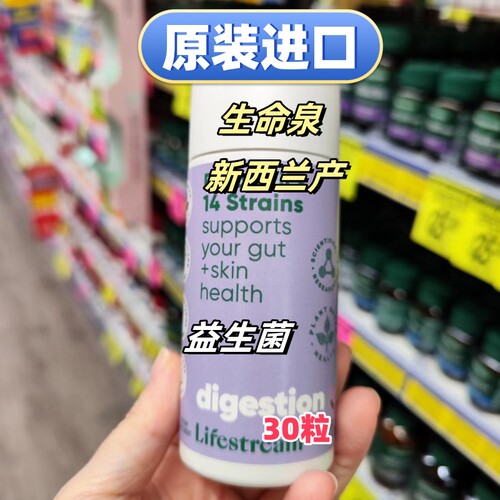 原装进口
生命泉
新西兰产
14 Strains
supports
your gut
+skin
health
益生菌
digestion
30粒
Lifestream